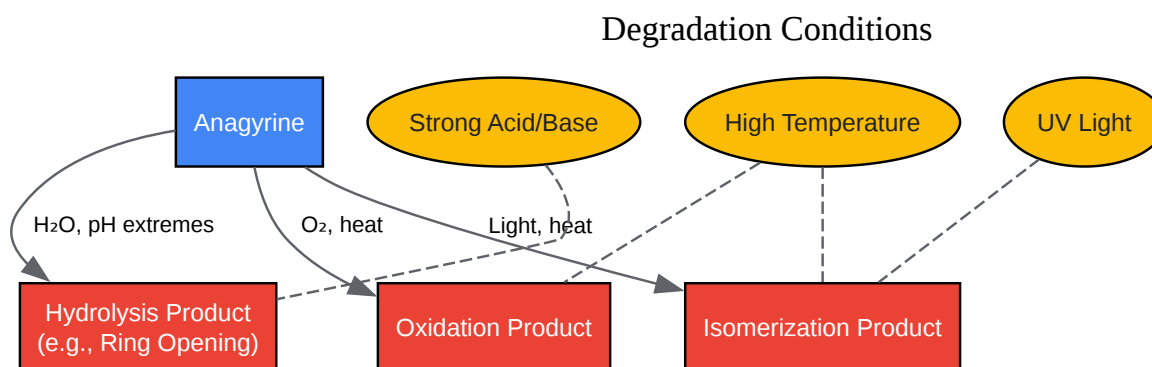 Degradation Conditions
Anagyrine
Strong Acid/Base
High Temperature
UV Light
H₂O, pH extremes
O₂, heat
Light, heat
Hydrolysis Product
(e.g., Ring Opening)
Oxidation Product
Isomerization Product